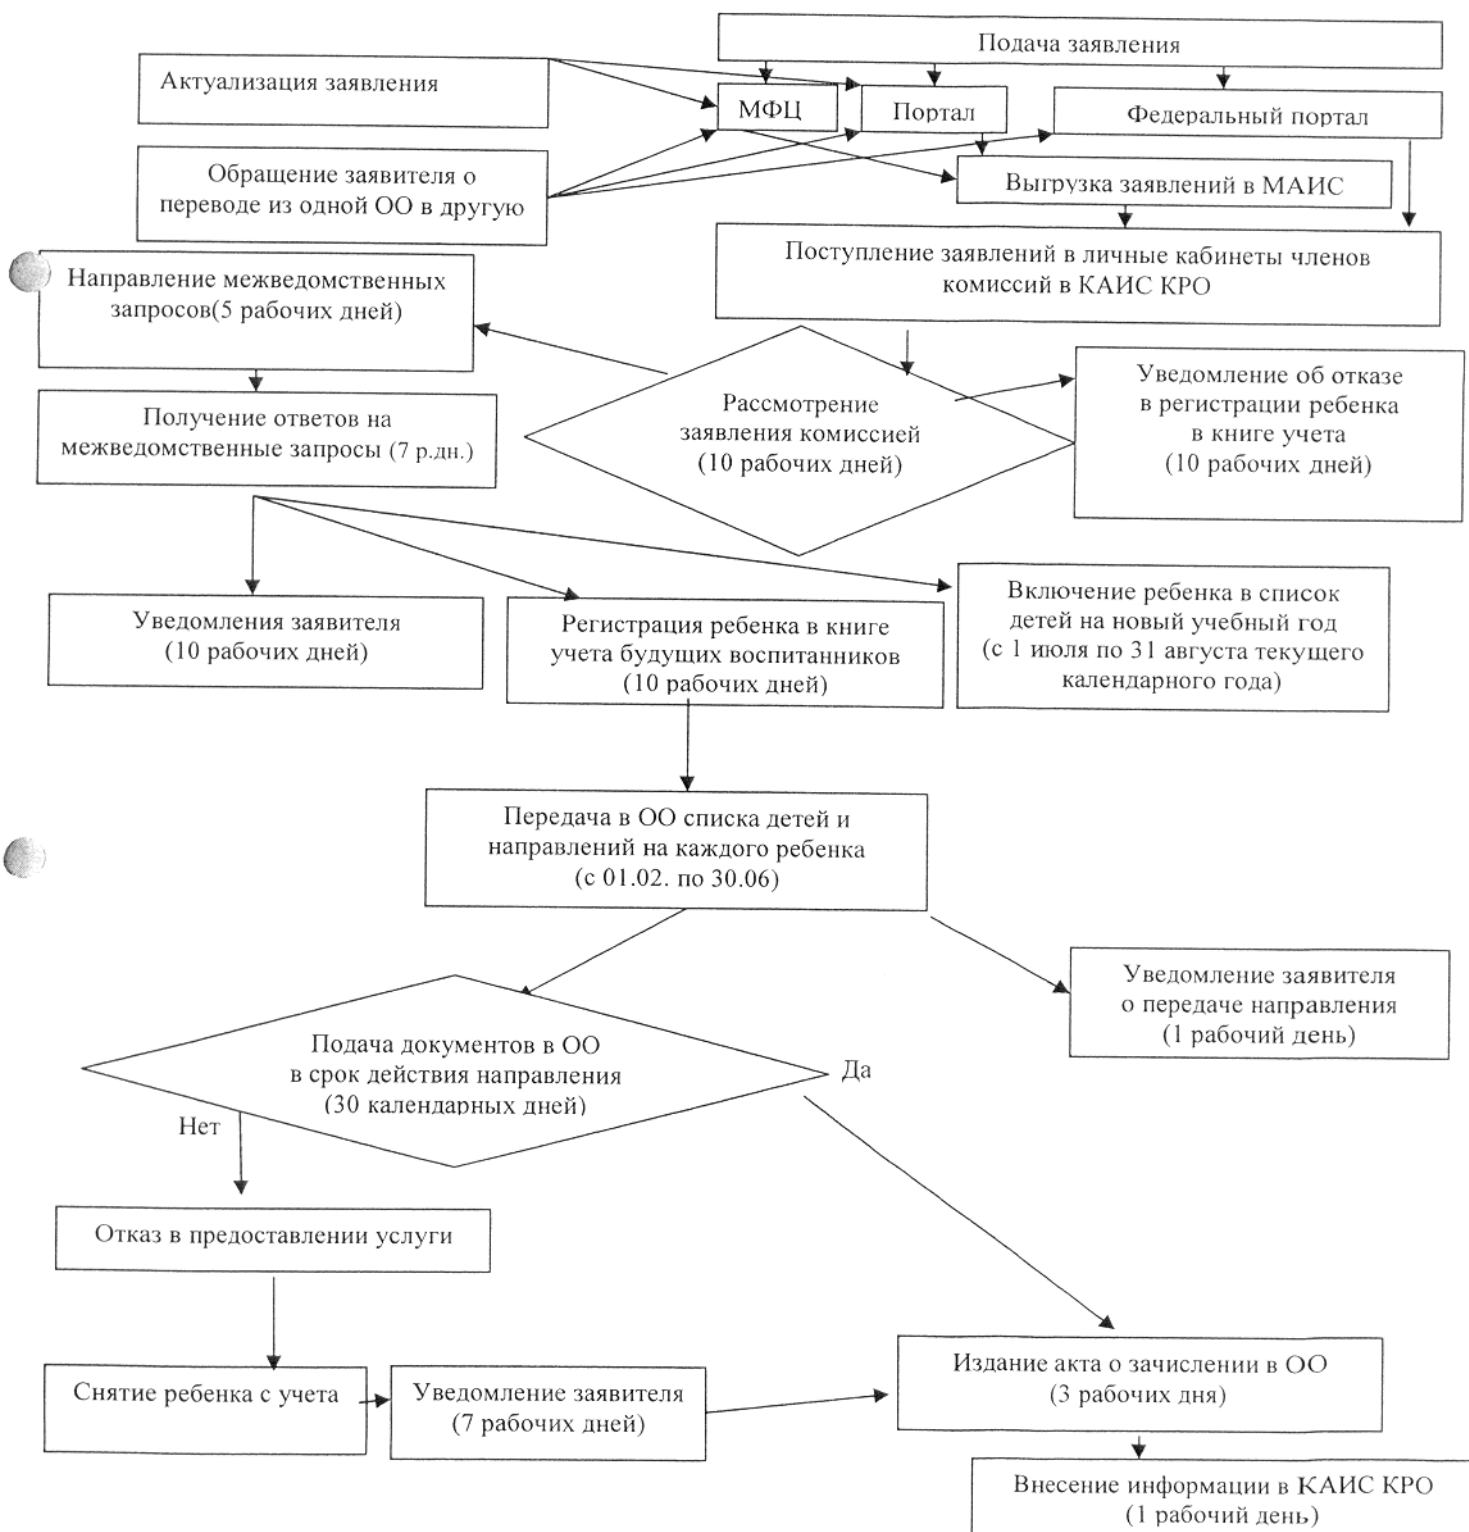 Подача заявления
Актуализация заявления
МФЦ
Портал
Федеральный портал
Обращение заявителя о
переводе из одной ОО в другую
Выгрузка заявлений в МАИС
Поступление заявлений в личные кабинеты членов
комиссий в КАИС КРО
Направление межведомственных
запросов(5 рабочих дней)
Получение ответов на
межведомственные запросы (7 р.дн.)
Рассмотрение
заявления комиссией
(10 рабочих дней)
Уведомление об отказе
в регистрации ребенка
в книге учета
(10 рабочих дней)
Уведомления заявителя
(10 рабочих дней)
Регистрация ребенка в книге
учета будущих воспитанников
(10 рабочих дней)
Включение ребенка в список
детей на новый учебный год
(с 1 июля по 31 августа текущего
календарного года)
Передача в ОО списка детей и
направлений на каждого ребенка
(с 01.02. по 30.06)
Уведомление заявителя
о передаче направления
(1 рабочий день)
Подача документов в ОО
в срок действия направления
(30 календарных дней)
Да
Нет
Отказ в предоставлении услуги
Снятие ребенка с учета
Уведомление заявителя
(7 рабочих дней)
Издание акта о зачислении в ОО
(3 рабочих дня)
Внесение информации в КАИС КРО
(1 рабочий день)